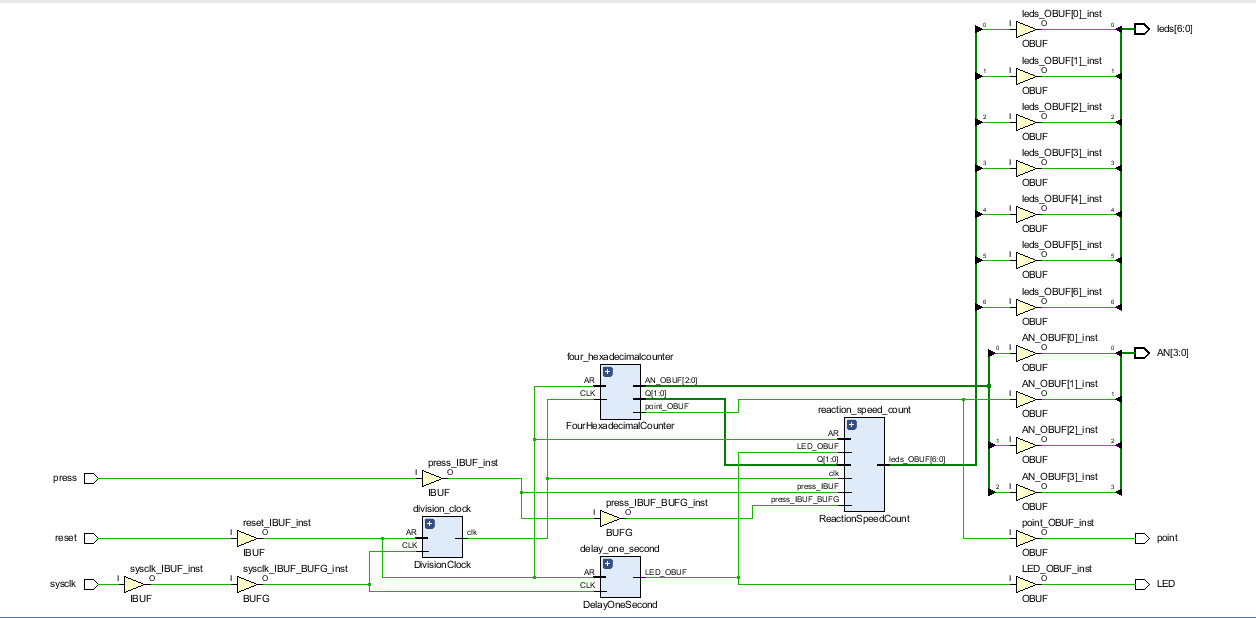 leds_OBUF[0]_inst
0 I O 0 leds[6:0]
OBUF
leds_OBUF[1]_inst
1 I O 1
OBUF
leds_OBUF[2]_inst
2 I O 2
OBUF
leds_OBUF[3]_inst
3 I O 3
OBUF
leds_OBUF[4]_inst
4 I O 4
OBUF
leds_OBUF[5]_inst
5 I O 5
OBUF
leds_OBUF[6]_inst
6 I O 6
OBUF
AN_OBUF[0]_inst
0 I O 0 AN[3:0]
OBUF
four_hexadecimalcounter
AR AN_OBUF[2:0]
CLK Q[1:0]
point_OBUF
FourHexadecimalCounter
AN_OBUF[1]_inst
I O 1
OBUF
reaction_speed_count
AR
LED_OBUF
Q[1:0] leds_OBUF[6:0]
clk
press_IBUF
press_IBUF_BUFG
ReactionSpeedCount
AN_OBUF[2]_inst
1 I O 2
OBUF
AN_OBUF[3]_inst
2 I O 3
OBUF
press_IBUF_inst
press I O
IBUF
press_IBUF_BUFG_inst
I O
BUFG
division_clock
AR clk
CLK
DivisionClock
reset_IBUF_inst
reset I O
IBUF
point_OBUF_inst
I O point
OBUF
delay_one_second
AR LED_OBUF
CLK
DelayOneSecond
sysclk_IBUF_inst
sysclk I O
IBUF
sysclk_IBUF_BUFG_inst
I O
BUFG
LED_OBUF_inst
I O LED
OBUF